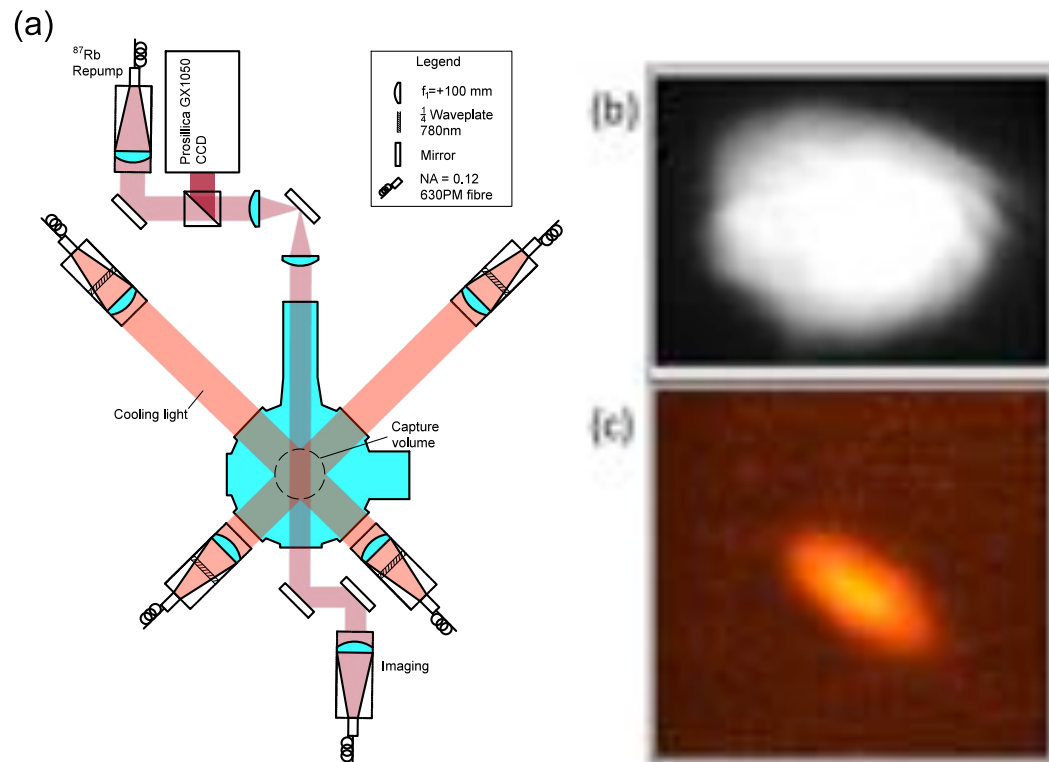 (a)
⁸⁷Rb
Repump
Prosillica GX1050
CCD
Legend
f₁=+100 mm
¼ Waveplate
780nm
Mirror
NA = 0.12
630PM fibre
Cooling light
Capture
volume
Imaging
(b)
(c)